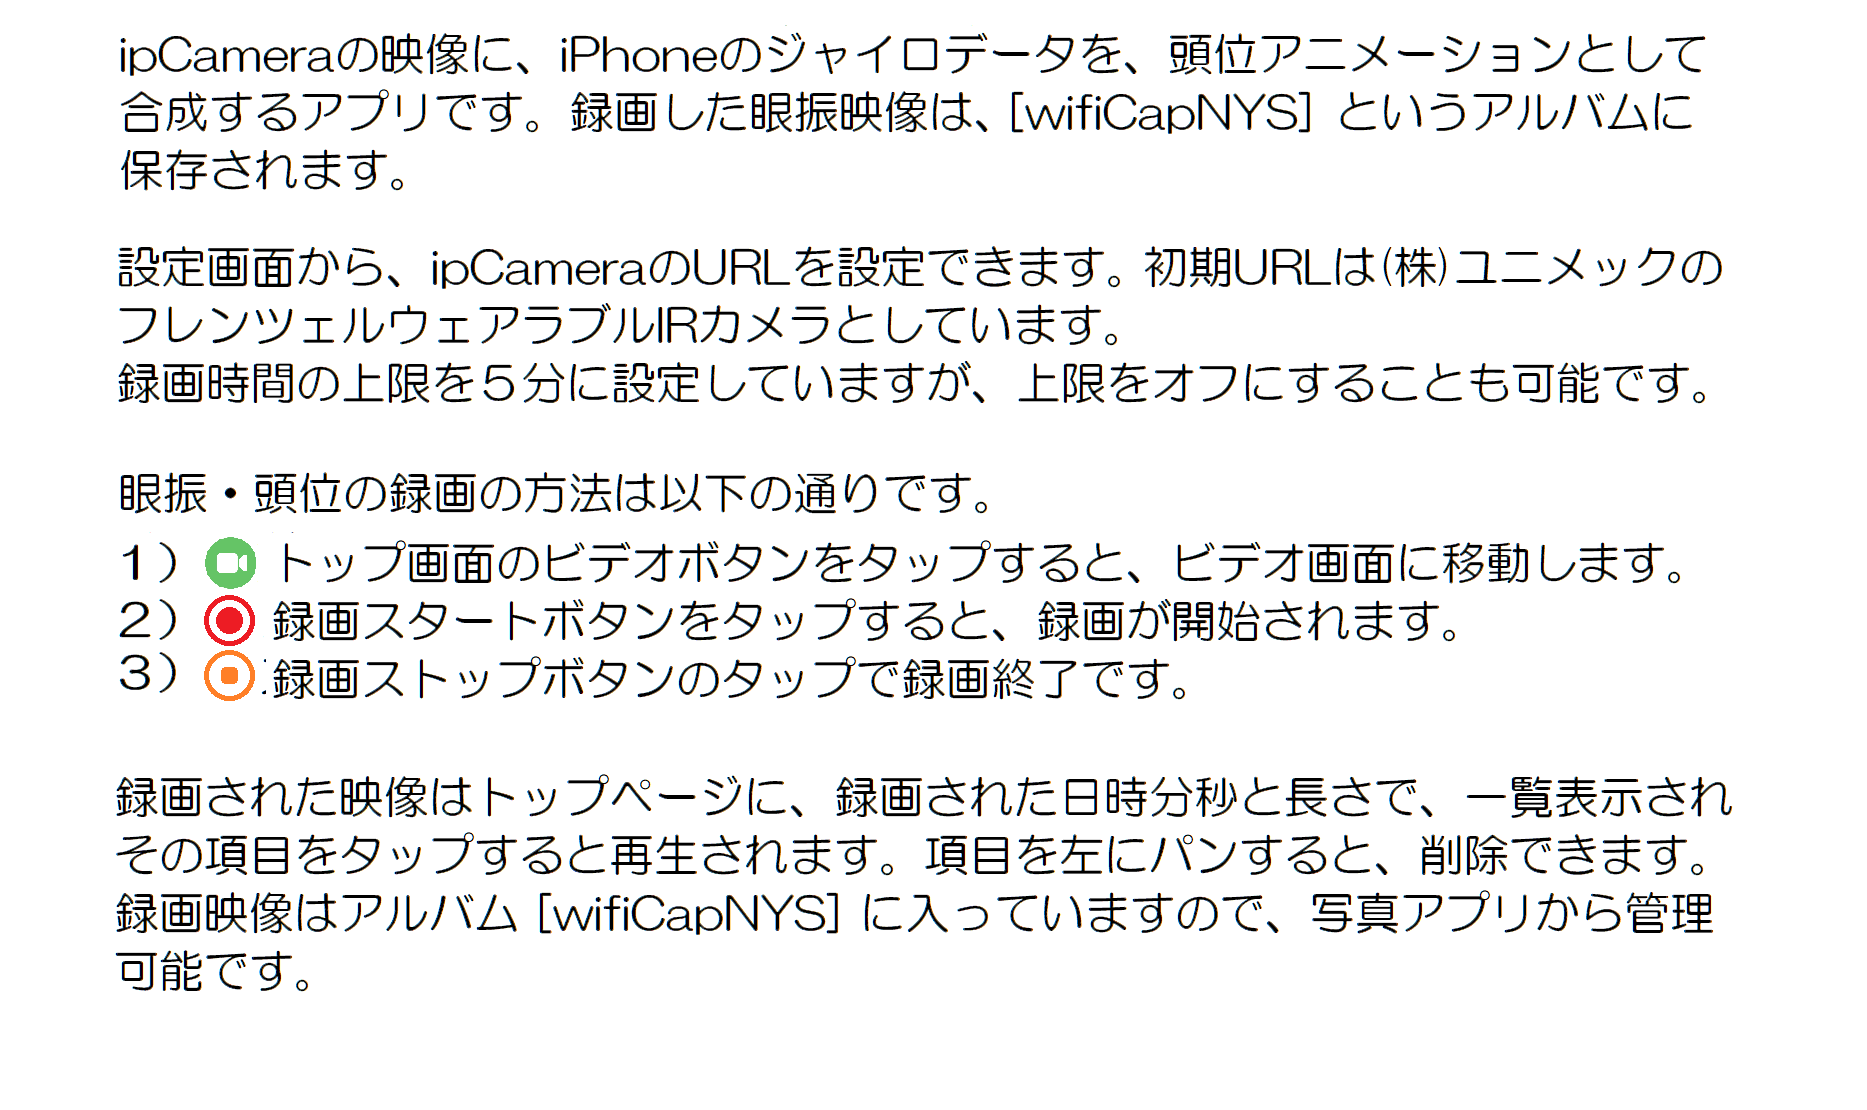 ipCameraの映像に、iPhoneのジャイロデータを、頭位アニメーションとして
合成するアプリです。録画した眼振映像は、[wifiCapNYS] というアルバムに
保存されます。
設定画面から、ipCameraのURLを設定できます。初期URLは(株)ユニメックの
フレンツェルウェアラブルIRカメラとしています。
録画時間の上限を５分に設定していますが、上限をオフにすることも可能です。
眼振・頭位の録画の方法は以下の通りです。
１） トップ画面のビデオボタンをタップすると、ビデオ画面に移動します。
２） 録画スタートボタンをタップすると、録画が開始されます。
３） 録画ストップボタンのタップで録画終了です。
録画された映像はトップページに、録画された日時分秒と長さで、一覧表示され
その項目をタップすると再生されます。項目を左にパンすると、削除できます。
録画映像はアルバム [wifiCapNYS] に入っていますので、写真アプリから管理
可能です。